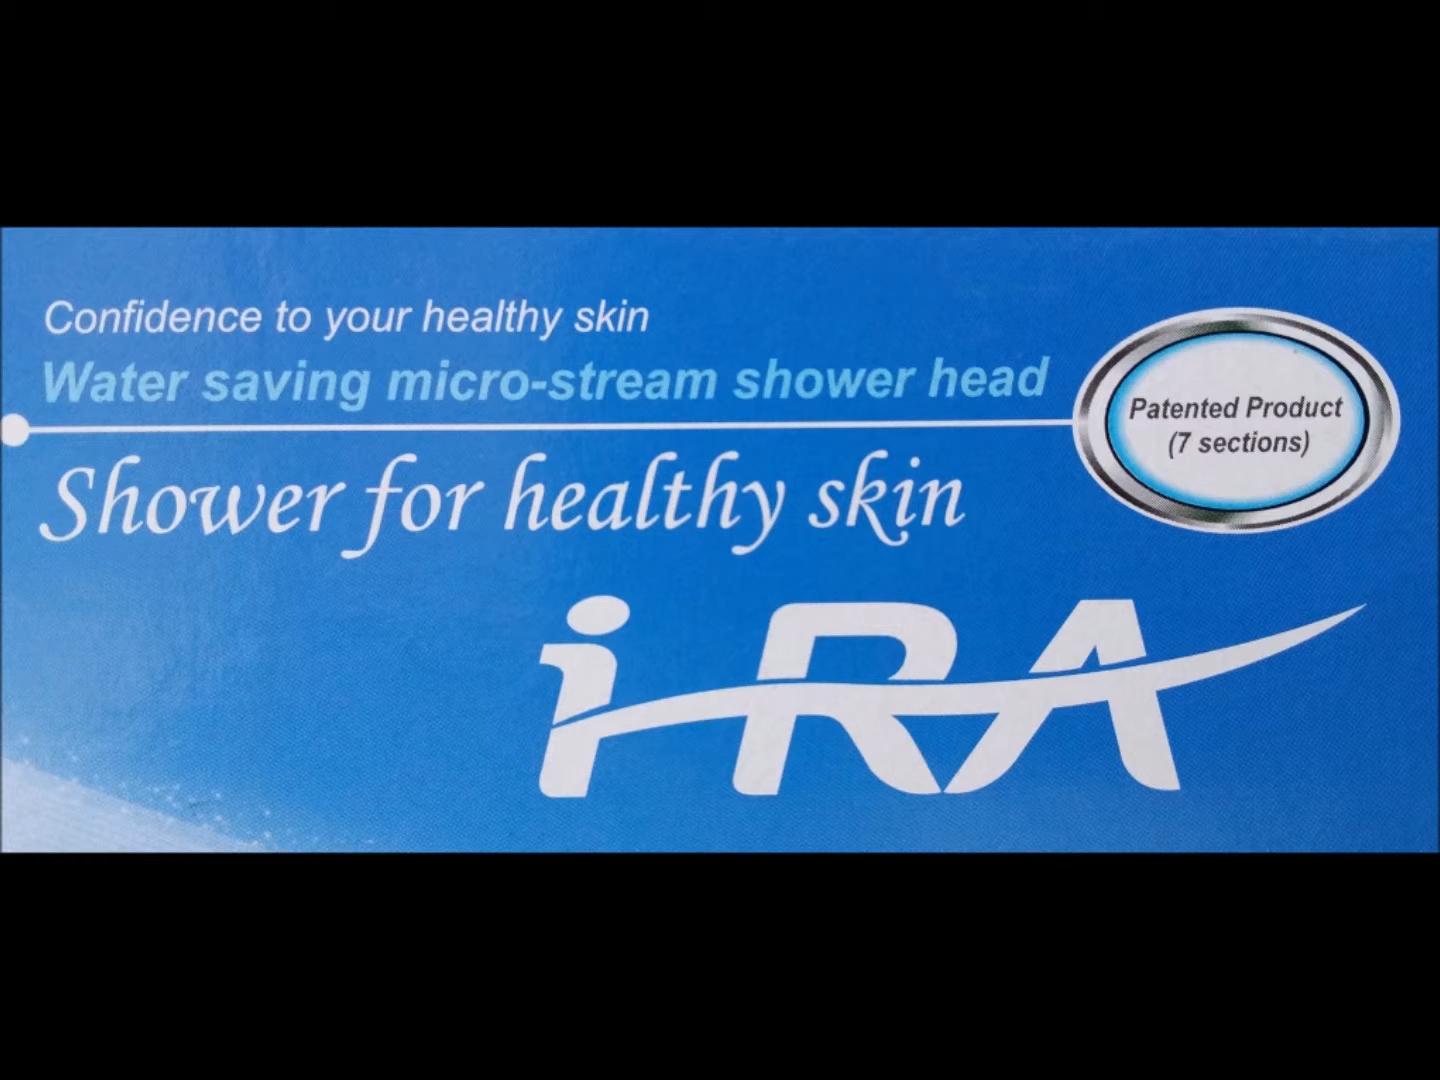 Confidence to your healthy skin
Water saving micro-stream shower head
Patented Product
(7 sections)
Shower for healthy skin
iRA